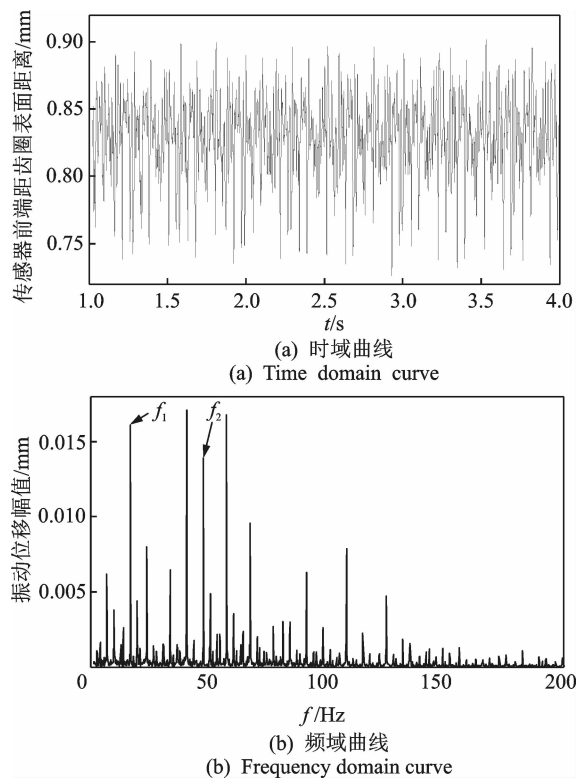 传感器前端距齿圈表面距离/mm
0.90
0.85
0.80
0.75
1.0 1.5 2.0 2.5 3.0 3.5 4.0
t/s
(a) 时域曲线
(a) Time domain curve
振动位移幅值/mm
f1 f2
0.015
0.010
0.005
0 50 100 150 200
f/Hz
(b) 频域曲线
(b) Frequency domain curve